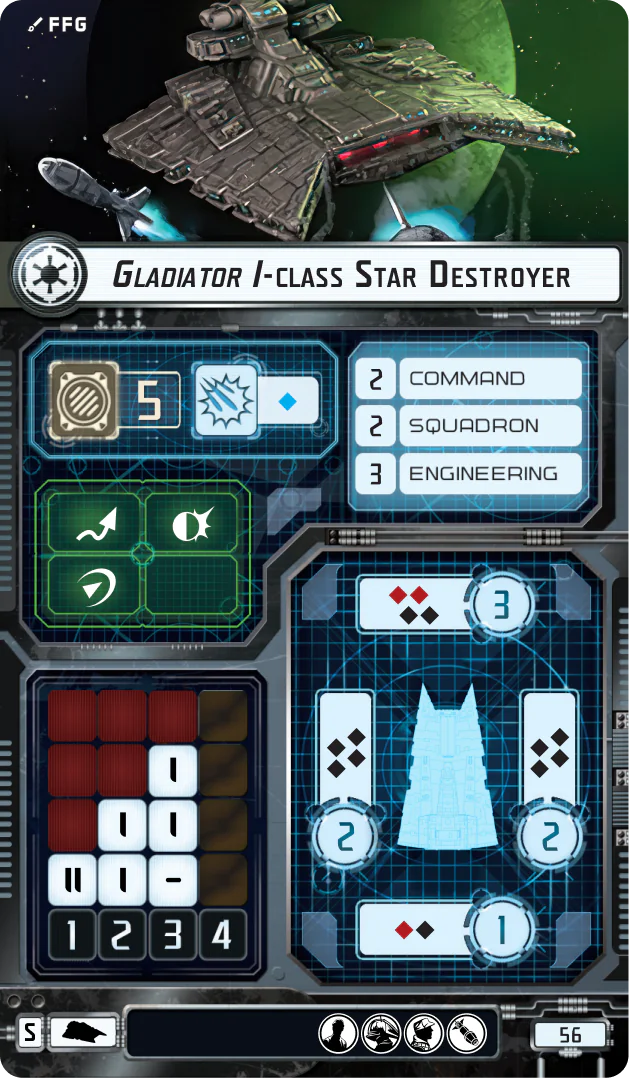 FFG
GLADIATOR I-CLASS STAR DESTROYER
5
2 COMMAND
2 SQUADRON
3 ENGINEERING
3
2
2
1
I
I I
II I -
1 2 3 4
S
56